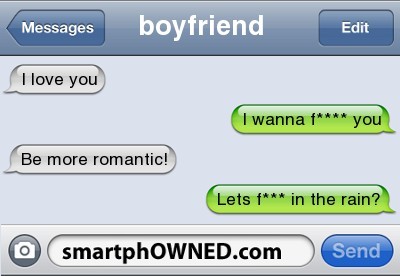 Messages
boyfriend
Edit
I love you
I wanna f**** you
Be more romantic!
Lets f*** in the rain?
smartphOWNED.com
Send